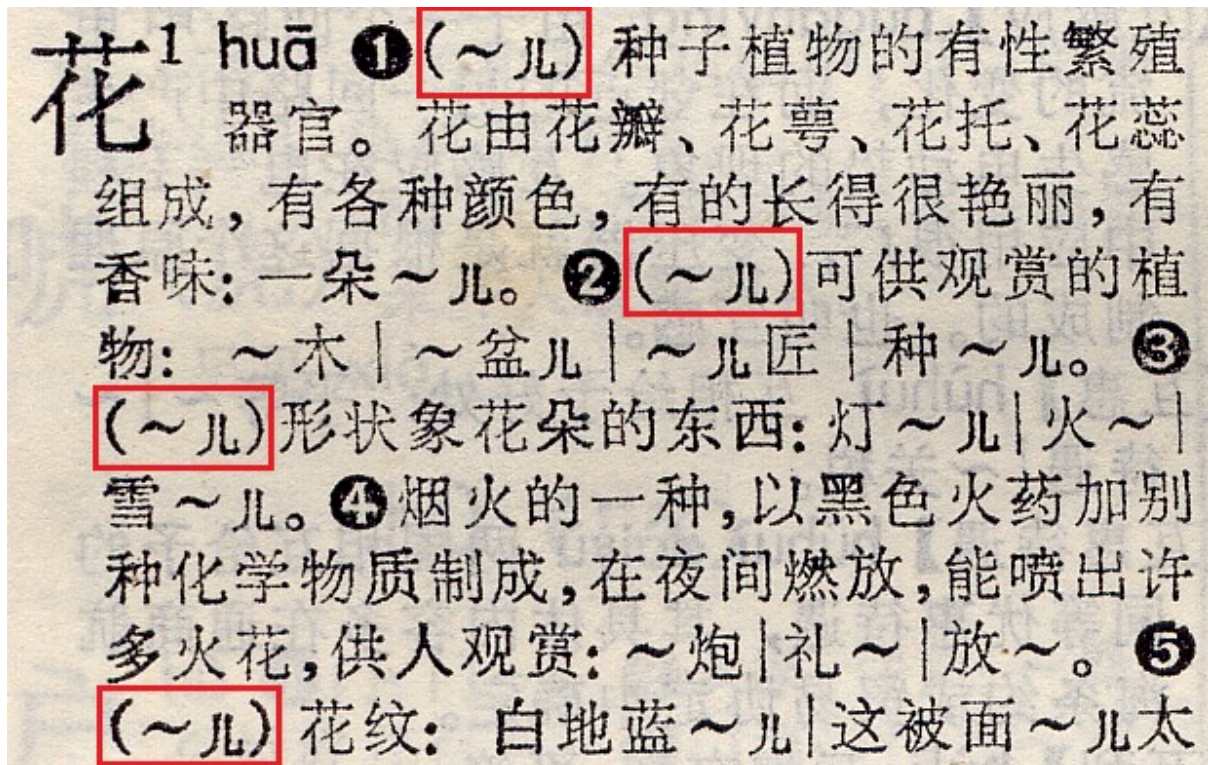 花¹ huā ❶(～儿) 种子植物的有性繁殖
器官。花由花瓣、花萼、花托、花蕊
组成,有各种颜色,有的长得很艳丽,有
香味:一朵～儿。❷(～儿)可供观赏的植
物: ～木|～盆儿|～儿匠|种～儿。❸
(～儿)形状象花朵的东西:灯～儿|火～|
雪～儿。❹烟火的一种,以黑色火药加别
种化学物质制成,在夜间燃放,能喷出许
多火花,供人观赏:～炮|礼～|放～。❺
(～儿) 花纹: 白地蓝～儿|这被面～儿太